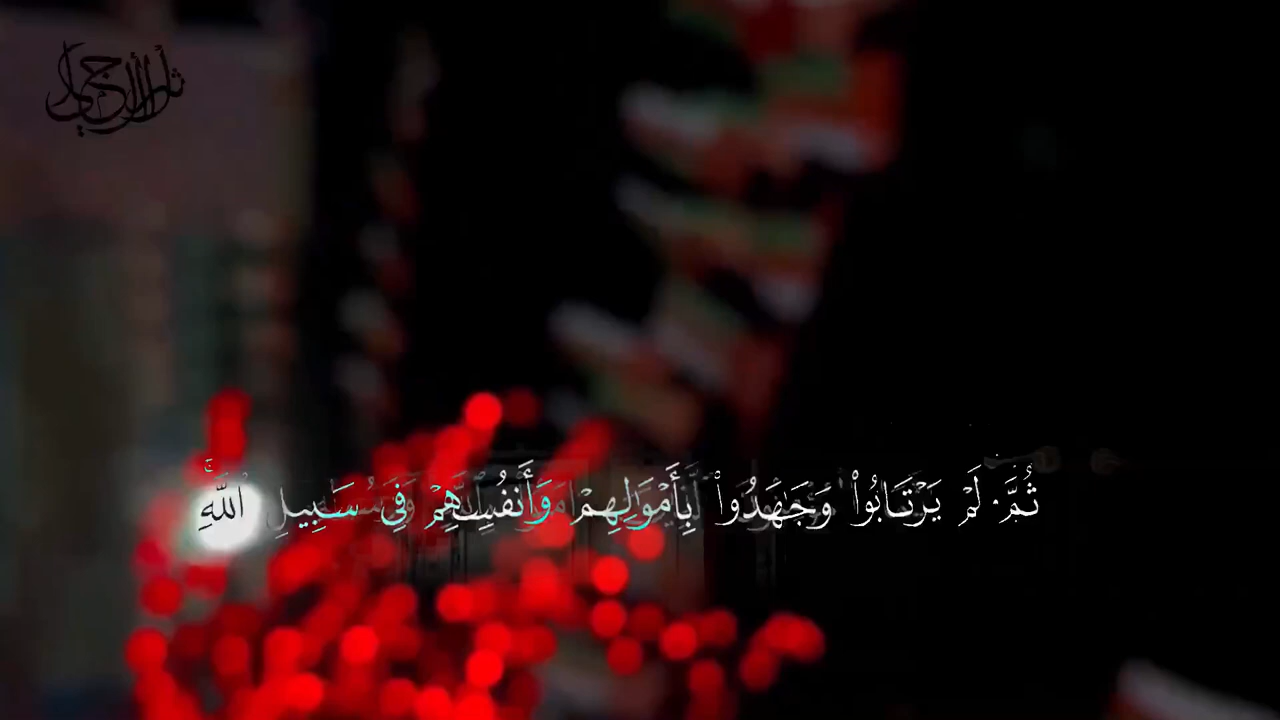 ثُمَّ لَمْ يَرْتَابُوا۟ وَجَٰهَدُوا۟ بِأَمْوَٰلِهِمْ وَأَنفُسِهِمْ فِى سَبِيلِ ٱللَّهِ